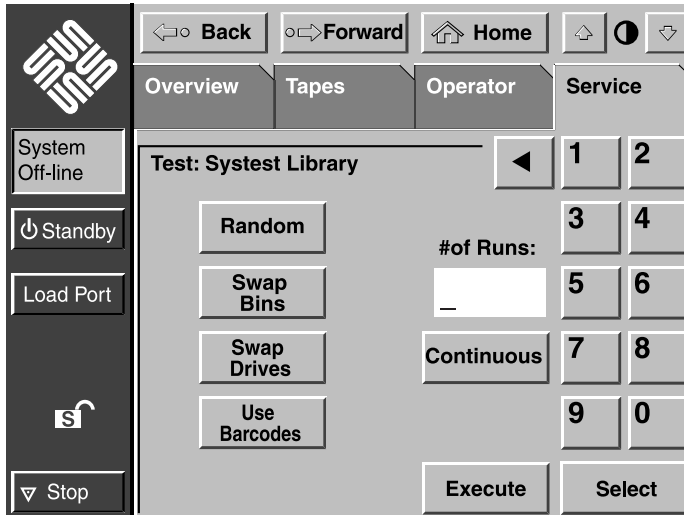 SUN
Back
Forward
Home
Overview
Tapes
Operator
Service
System
Off-line
Standby
Load Port
S
Stop
Test: Systest Library
Random
Swap
Bins
Swap
Drives
Use
Barcodes
#of Runs:
_
Continuous
Execute
1 2
3 4
5 6
7 8
9 0
Select